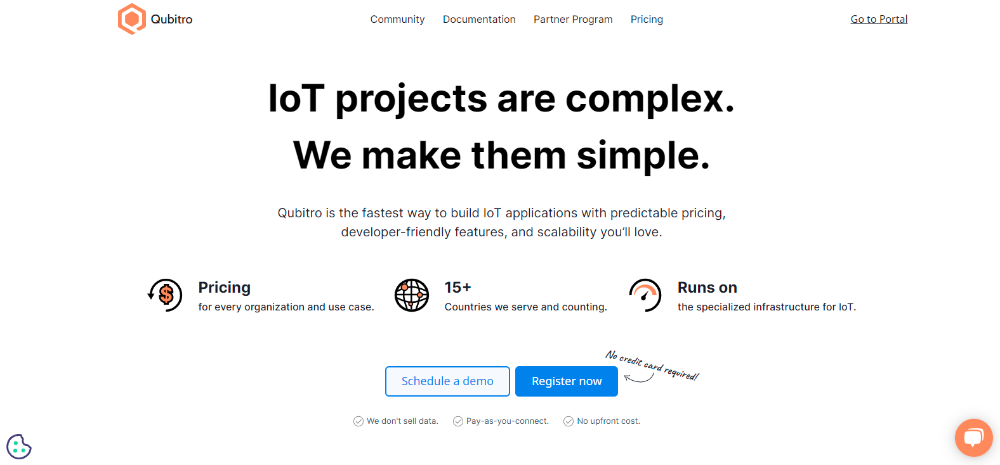 Qubitro
Community
Documentation
Partner Program
Pricing
Go to Portal
IoT projects are complex.
We make them simple.
Qubitro is the fastest way to build IoT applications with predictable pricing,
developer-friendly features, and scalability you’ll love.
Pricing
for every organization and use case.
15+
Countries we serve and counting.
Runs on
the specialized infrastructure for IoT.
No credit card required!
Schedule a demo
Register now
We don't sell data.
Pay-as-you-connect.
No upfront cost.